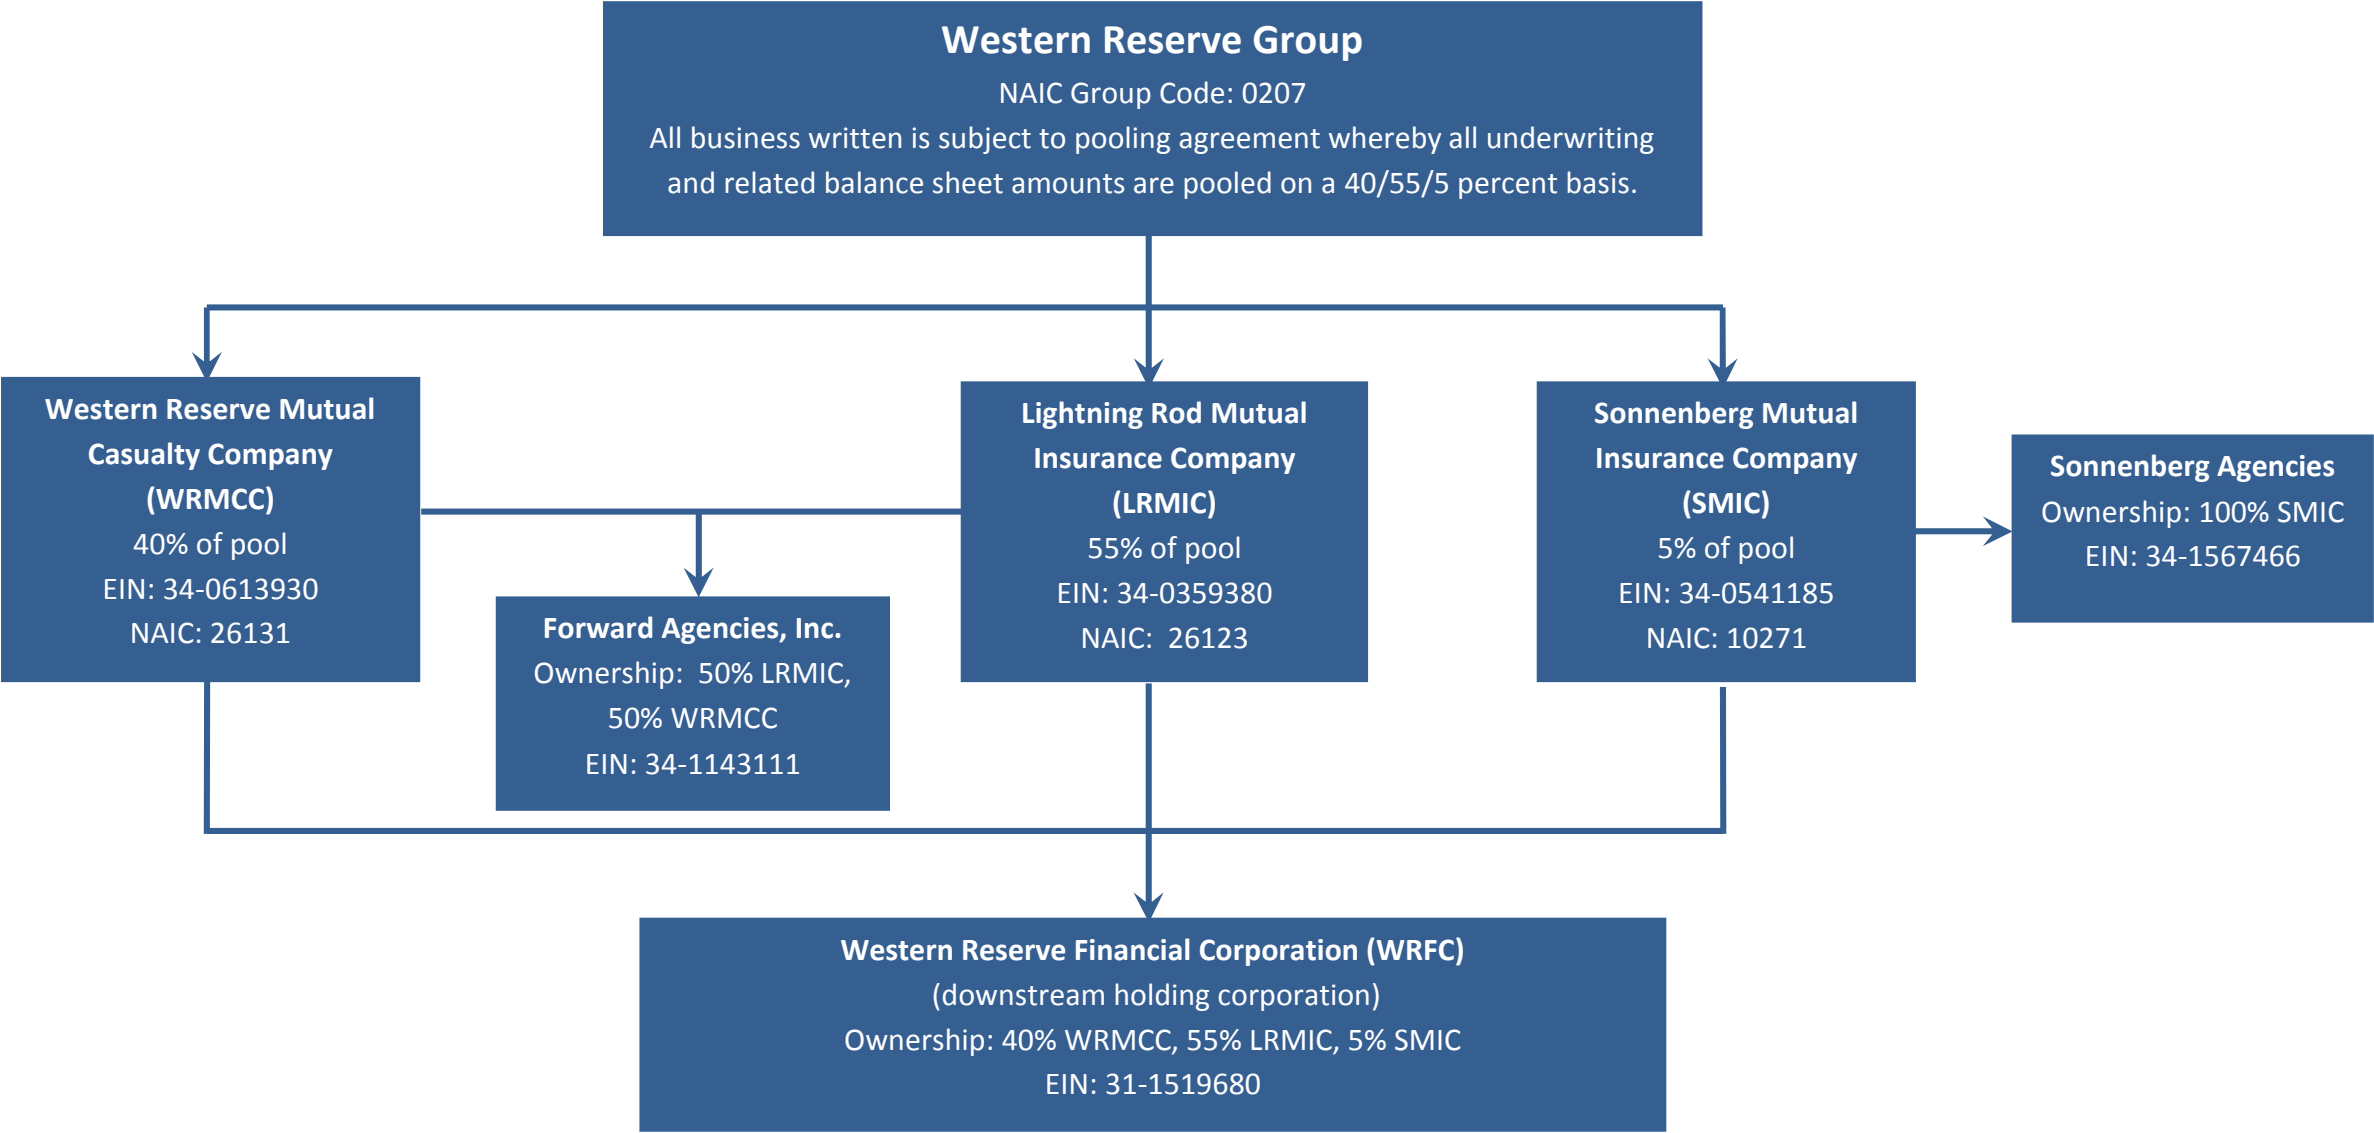 Western Reserve Group
NAIC Group Code: 0207
All business written is subject to pooling agreement whereby all underwriting
and related balance sheet amounts are pooled on a 40/55/5 percent basis.
Western Reserve Mutual
Casualty Company
(WRMCC)
40% of pool
EIN: 34-0613930
NAIC: 26131
Forward Agencies, Inc.
Ownership:  50% LRMIC,
50% WRMCC
EIN: 34-1143111
Lightning Rod Mutual
Insurance Company
(LRMIC)
55% of pool
EIN: 34-0359380
NAIC:  26123
Sonnenberg Mutual
Insurance Company
(SMIC)
5% of pool
EIN: 34-0541185
NAIC: 10271
Sonnenberg Agencies
Ownership: 100% SMIC
EIN: 34-1567466
Western Reserve Financial Corporation (WRFC)
(downstream holding corporation)
Ownership: 40% WRMCC, 55% LRMIC, 5% SMIC
EIN: 31-1519680